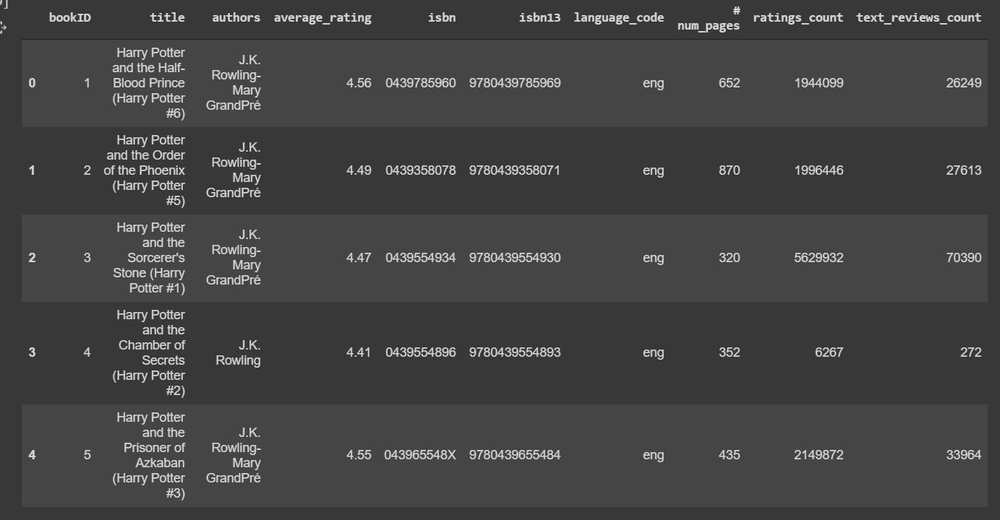 bookID title authors average_rating isbn isbn13 language_code # num_pages ratings_count text_reviews_count
0 1 Harry Potter and the Half-Blood Prince (Harry Potter #6) J.K. Rowling-Mary GrandPré 4.56 0439785960 9780439785969 eng 652 1944099 26249
1 2 Harry Potter and the Order of the Phoenix (Harry Potter #5) J.K. Rowling-Mary GrandPré 4.49 0439358078 9780439358071 eng 870 1996446 27613
2 3 Harry Potter and the Sorcerer's Stone (Harry Potter #1) J.K. Rowling-Mary GrandPré 4.47 0439554934 9780439554930 eng 320 5629932 70390
3 4 Harry Potter and the Chamber of Secrets (Harry Potter #2) J.K. Rowling 4.41 0439554896 9780439554893 eng 352 6267 272
4 5 Harry Potter and the Prisoner of Azkaban (Harry Potter #3) J.K. Rowling-Mary GrandPré 4.55 043965548X 9780439655484 eng 435 2149872 33964